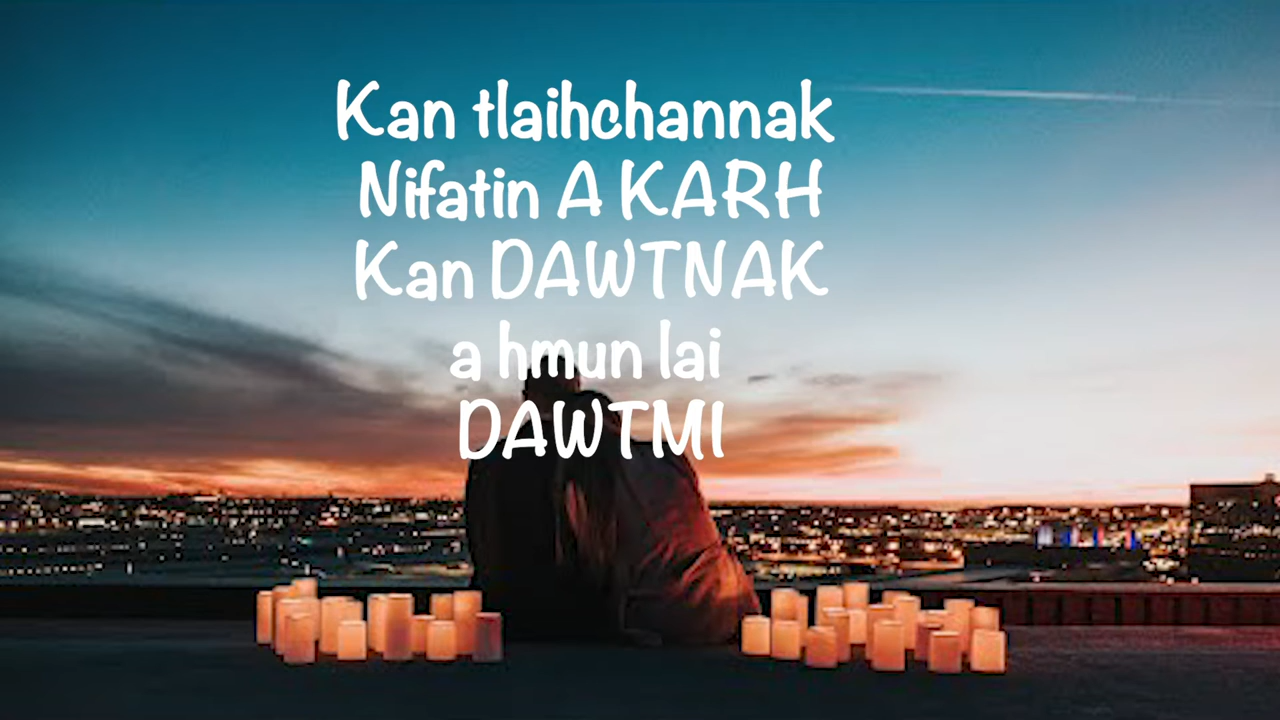 Kan tlaihchannak
Nifatin A KARH
Kan DAWTNAK
a hmun lai
DAWTMI